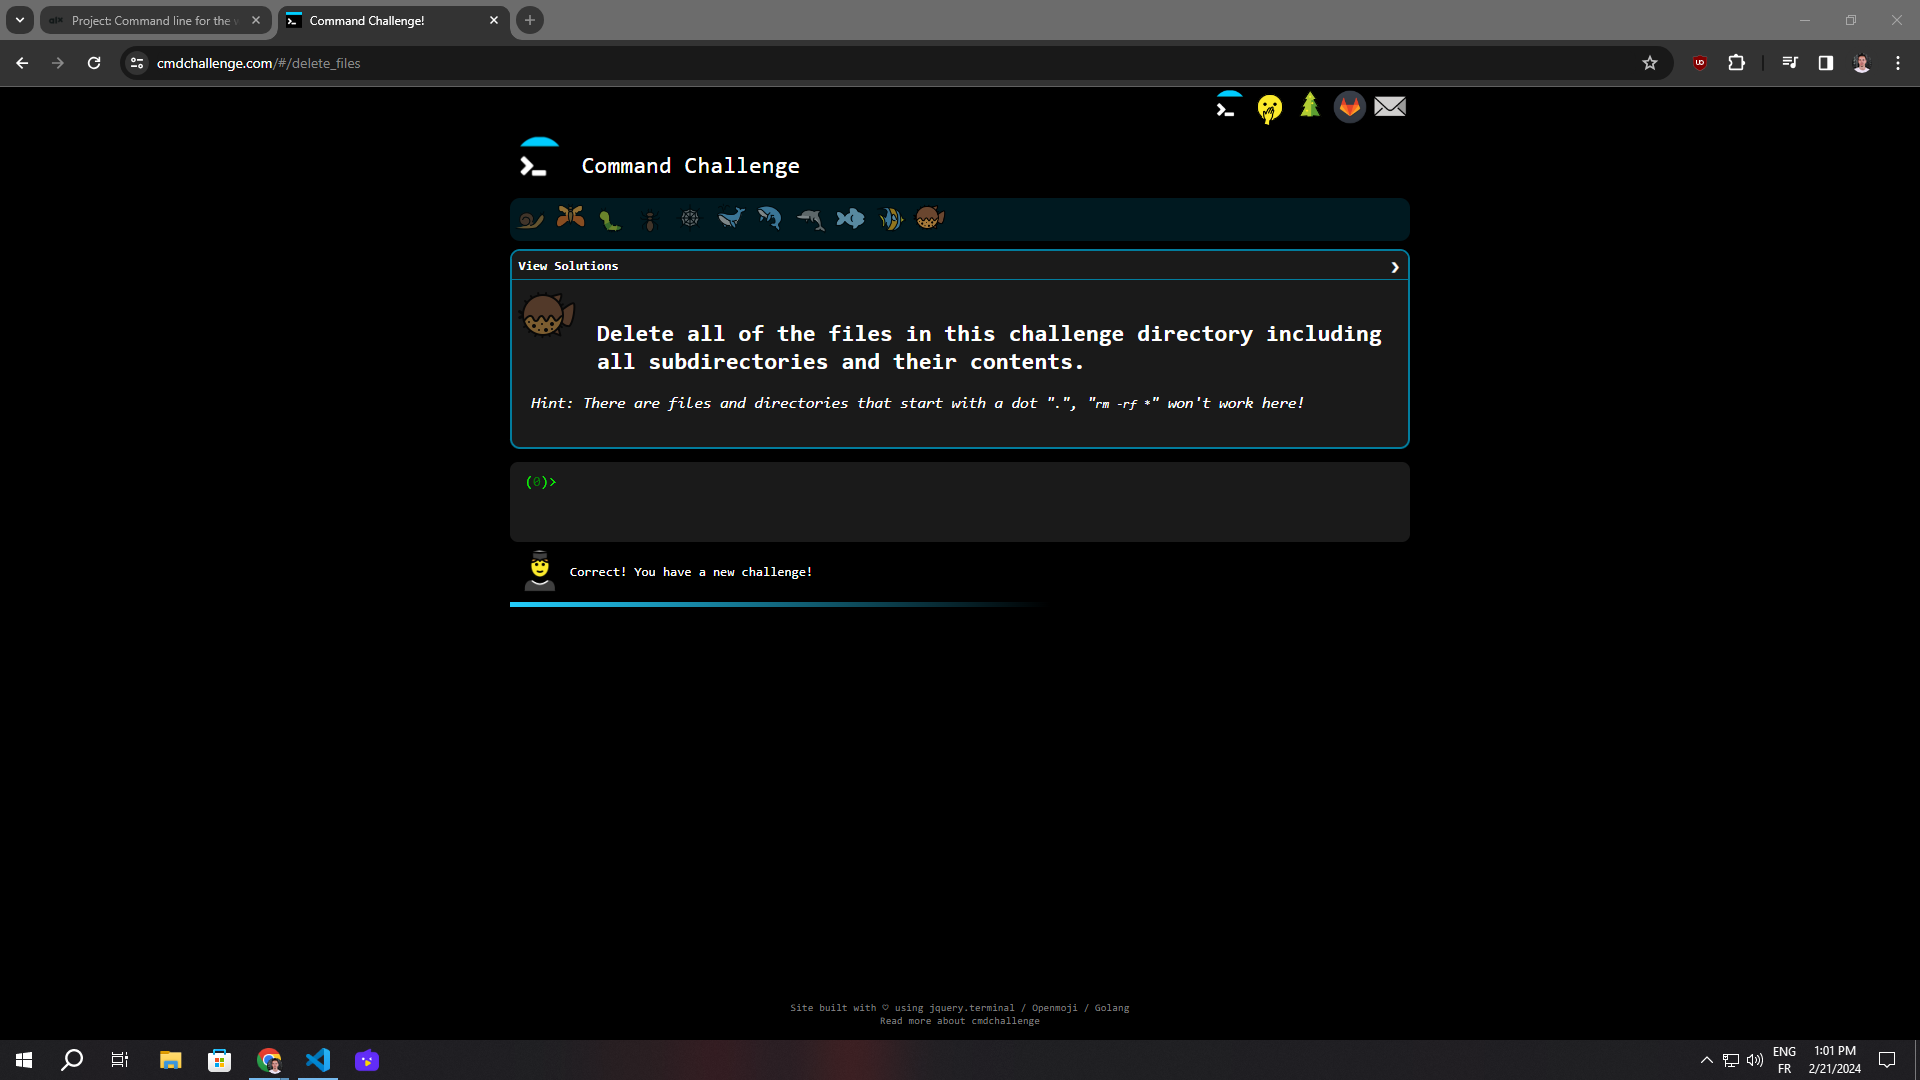 Project: Command line for the w
Command Challenge!
cmdchallenge.com/#/delete_files
Command Challenge
View Solutions
Delete all of the files in this challenge directory including
all subdirectories and their contents.
Hint: There are files and directories that start with a dot ".", "rm -rf *" won't work here!
(0)>
Correct! You have a new challenge!
Site built with ♡ using jquery.terminal / Openmoji / Golang
Read more about cmdchallenge
ENG
FR
1:01 PM
2/21/2024